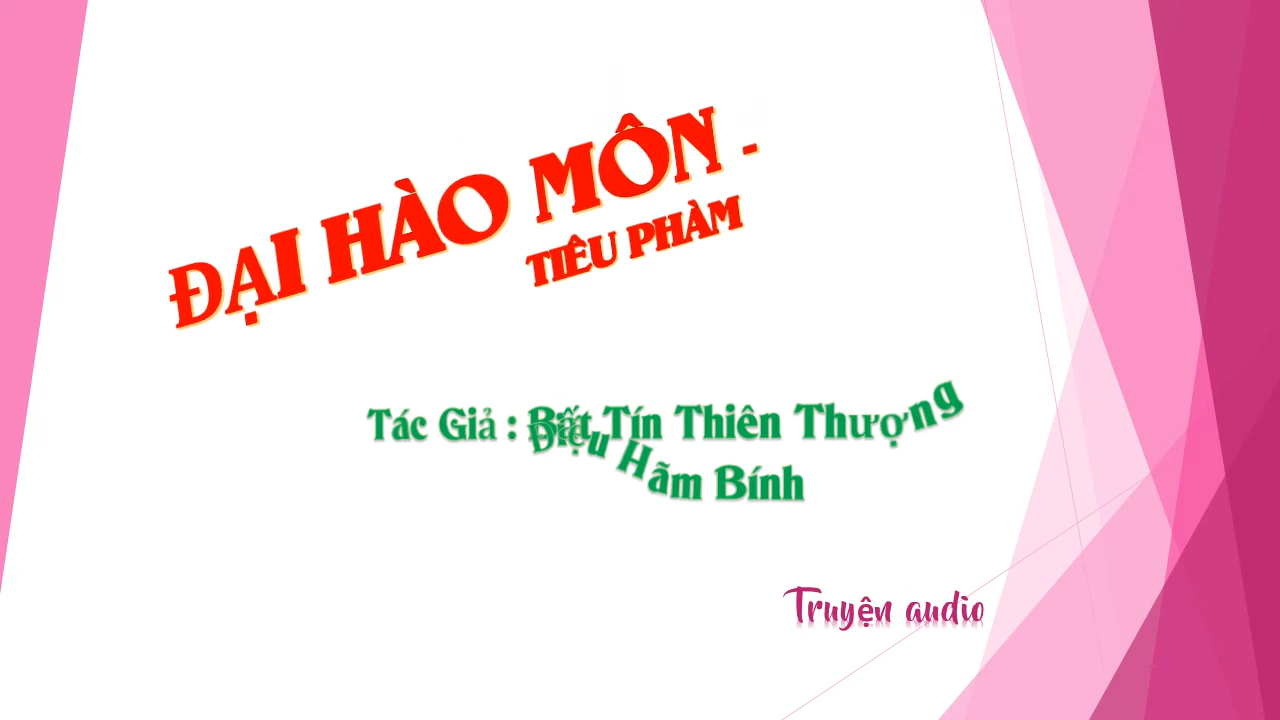 ĐẠI HÀO MÔN -
TIÊU PHÀM
Tác Giả : Bất Tín Thiên Thượng
Điệu Hãm Bính
Truyện audio